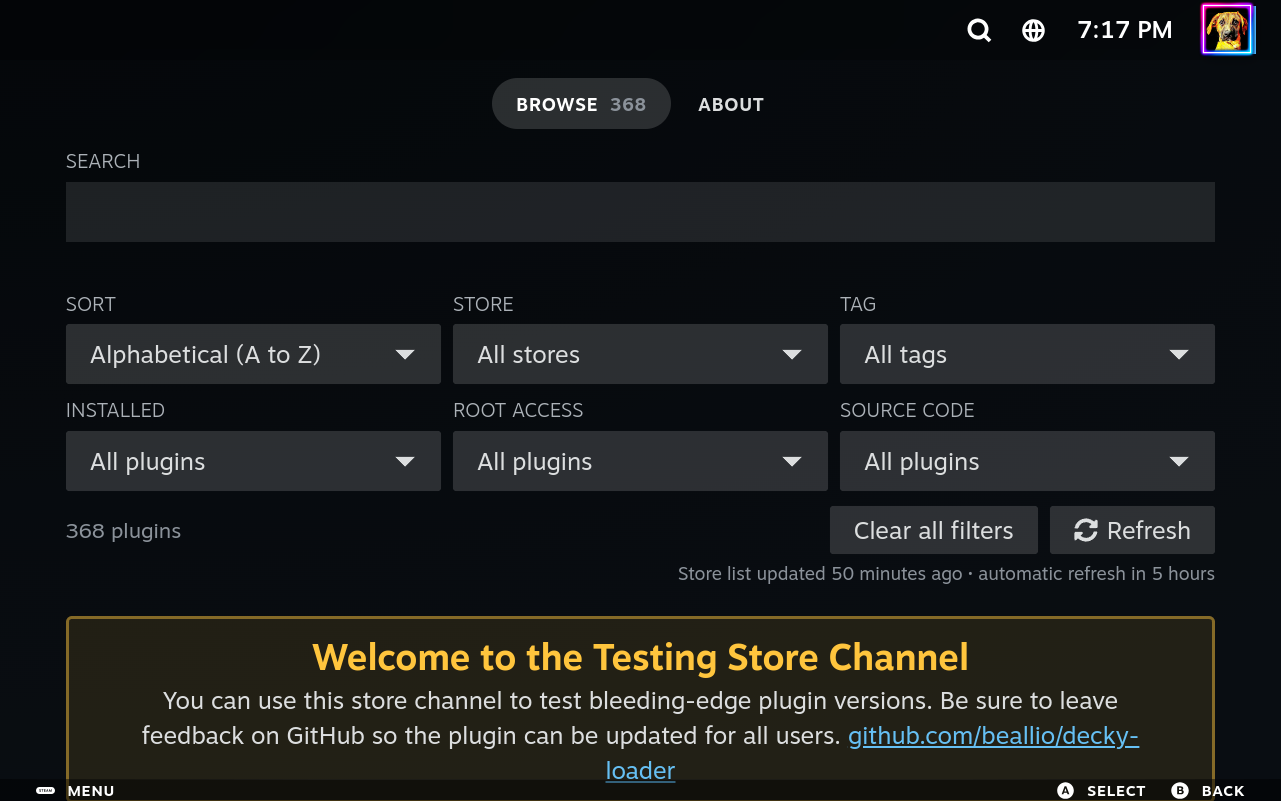 7:17 PM
BROWSE 368 ABOUT
SEARCH
SORT STORE TAG
Alphabetical (A to Z) All stores All tags
INSTALLED ROOT ACCESS SOURCE CODE
All plugins All plugins All plugins
368 plugins Clear all filters Refresh
Store list updated 50 minutes ago • automatic refresh in 5 hours
Welcome to the Testing Store Channel
You can use this store channel to test bleeding-edge plugin versions. Be sure to leave
feedback on GitHub so the plugin can be updated for all users. github.com/beallio/decky-
loader
STEAM MENU A SELECT B BACK